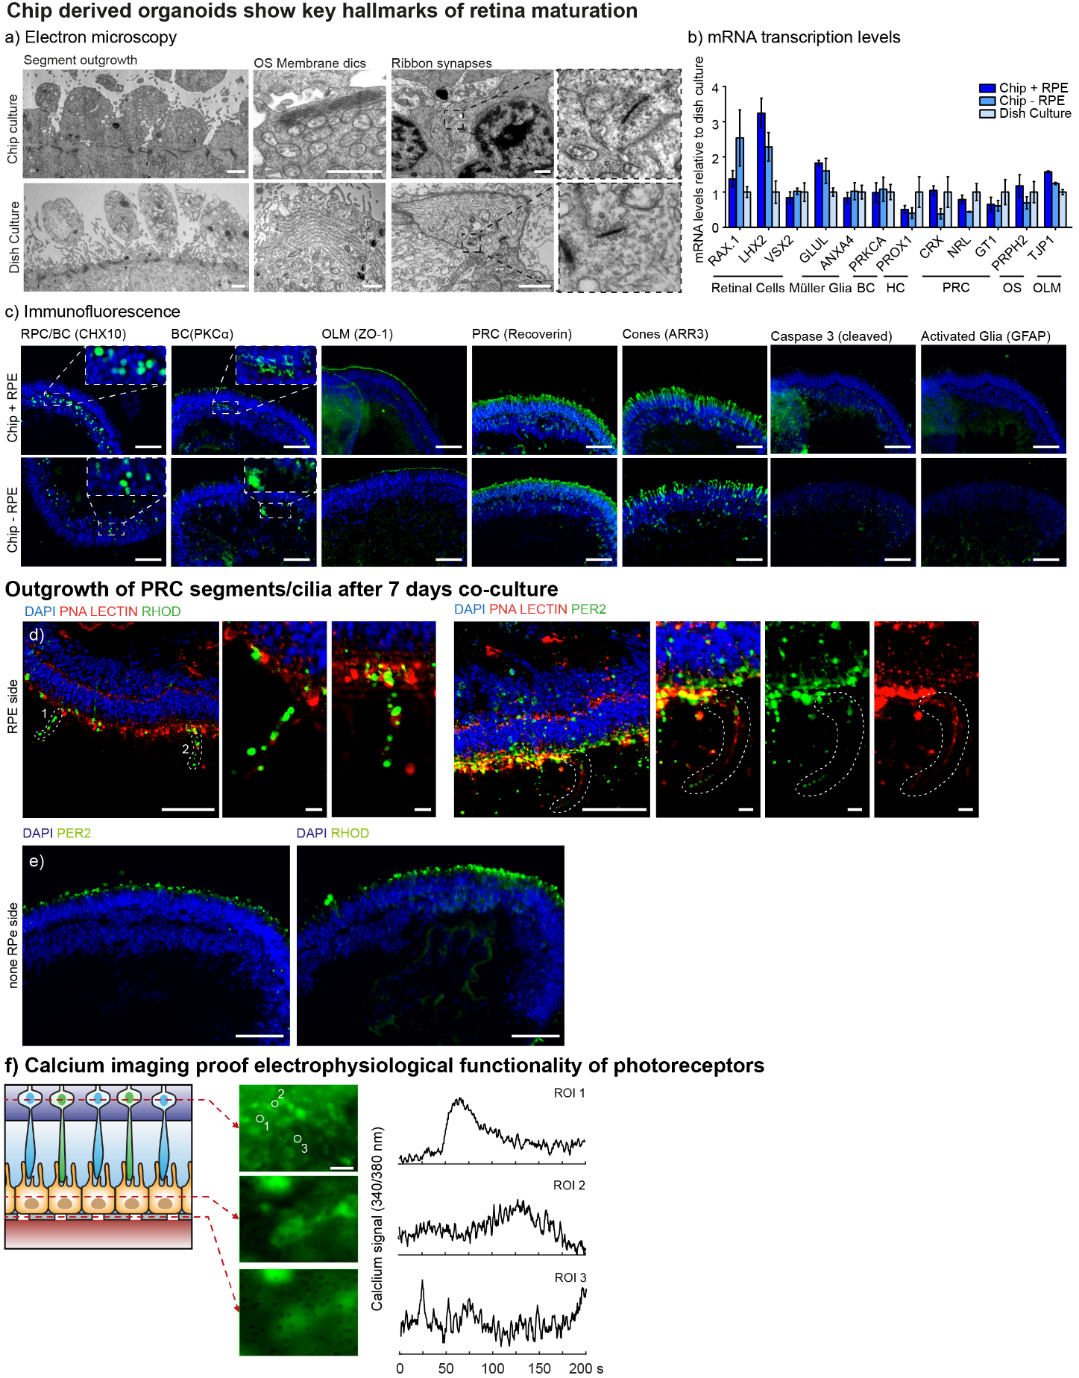 Chip derived organoids show key hallmarks of retina maturation
a) Electron microscopy
Segment outgrowth
OS Membrane dics
Ribbon synapses
Chip culture
Dish Culture
b) mRNA transcription levels
mRNA levels relative to dish culture
4
3
2
1
0
Chip + RPE
Chip - RPE
Dish Culture
RAX.1
LHX2
VSX2
GLUL
ANXA4
PRKCA
PROX1
CRX
NRL
GT1
PRPH2
TJP1
Retinal Cells
Müller Glia
BC
HC
PRC
OS
OLM
c) Immunofluorescence
RPC/BC (CHX10)
BC(PKCα)
OLM (ZO-1)
PRC (Recoverin)
Cones (ARR3)
Caspase 3 (cleaved)
Activated Glia (GFAP)
Chip + RPE
Chip - RPE
Outgrowth of PRC segments/cilia after 7 days co-culture
DAPI PNA LECTIN RHOD
DAPI PNA LECTIN PER2
d)
RPE side
1
2
DAPI PER2
DAPI RHOD
e)
none RPe side
f) Calcium imaging proof electrophysiological functionality of photoreceptors
2
1
3
Calclium signal (340/380 nm)
ROI 1
ROI 2
ROI 3
0
50
100
150
200 s